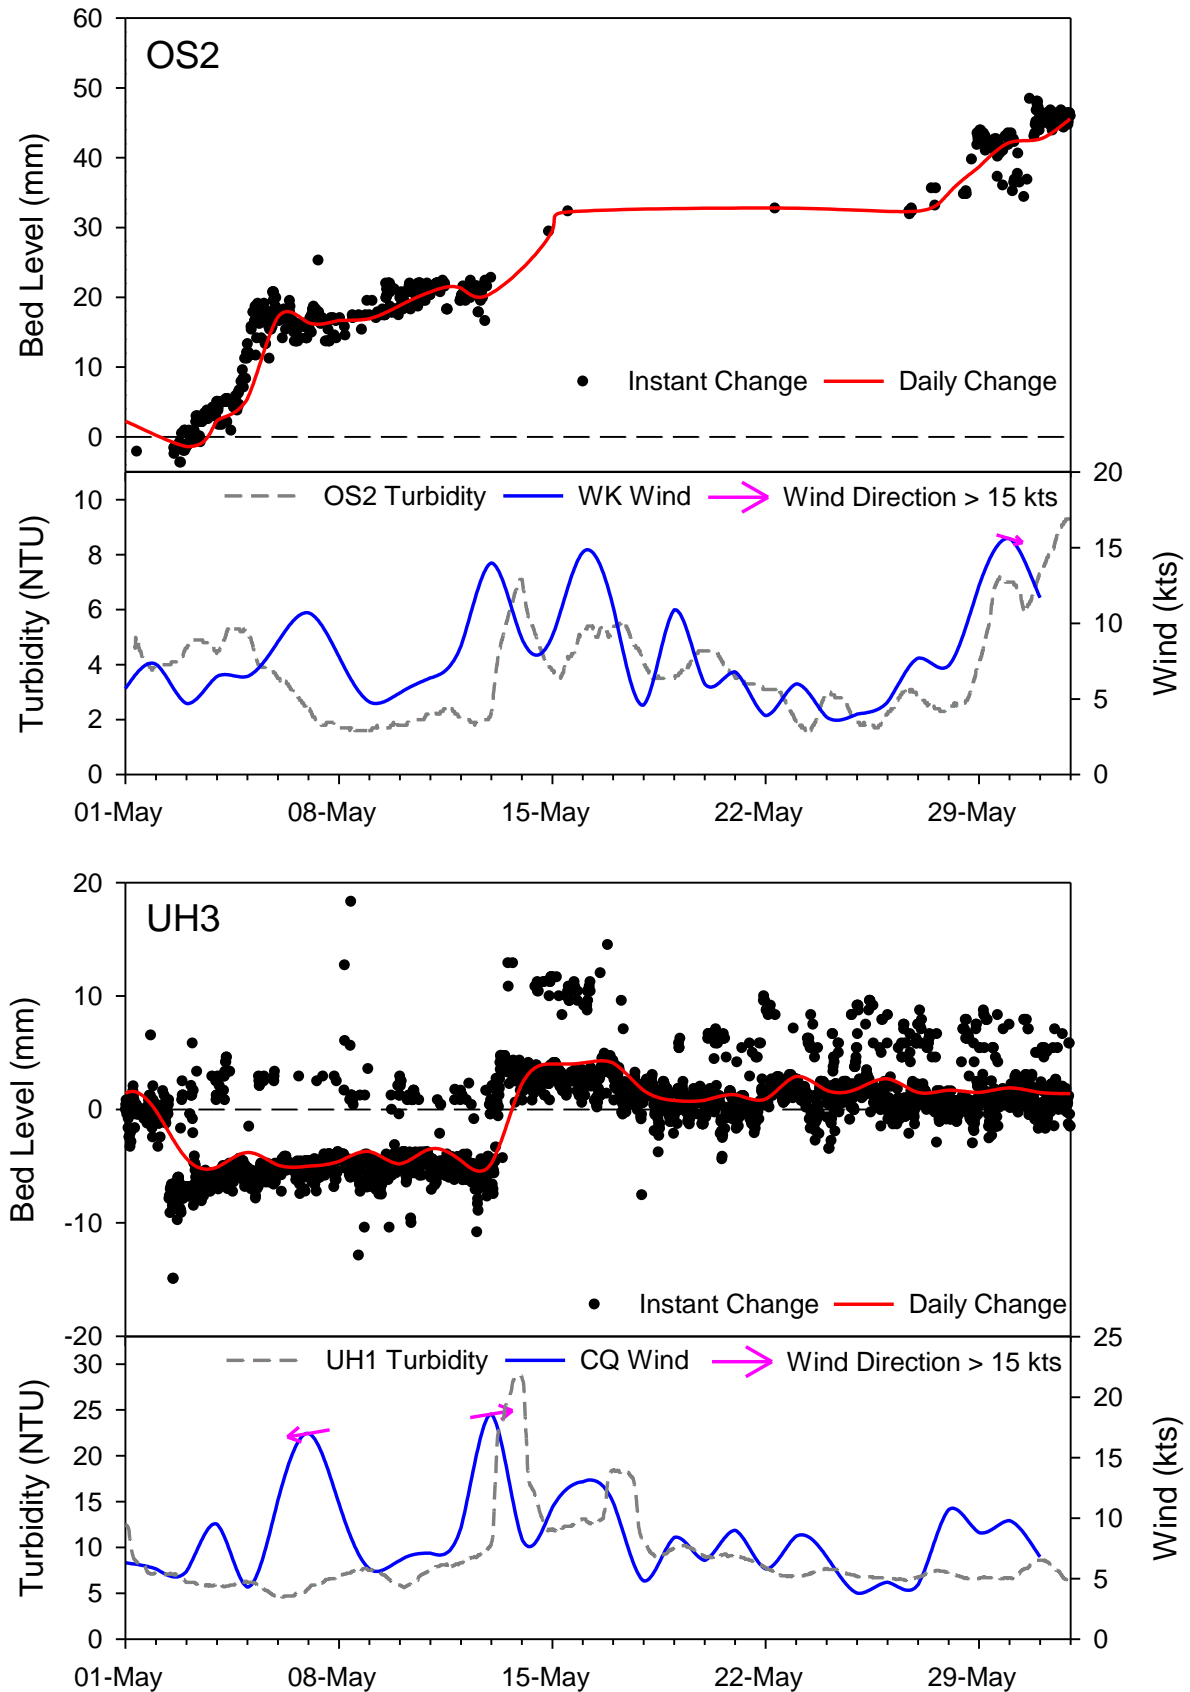 60
OS2
50
40
30
20
10
0
Bed Level (mm)
Instant Change
Daily Change
OS2 Turbidity
WK Wind
Wind Direction > 15 kts
10
8
6
4
2
0
Turbidity (NTU)
20
15
10
5
0
Wind (kts)
01-May
08-May
15-May
22-May
29-May
20
UH3
10
0
-10
-20
Bed Level (mm)
Instant Change
Daily Change
UH1 Turbidity
CQ Wind
Wind Direction > 15 kts
30
25
20
15
10
5
0
Turbidity (NTU)
25
20
15
10
5
0
Wind (kts)
01-May
08-May
15-May
22-May
29-May